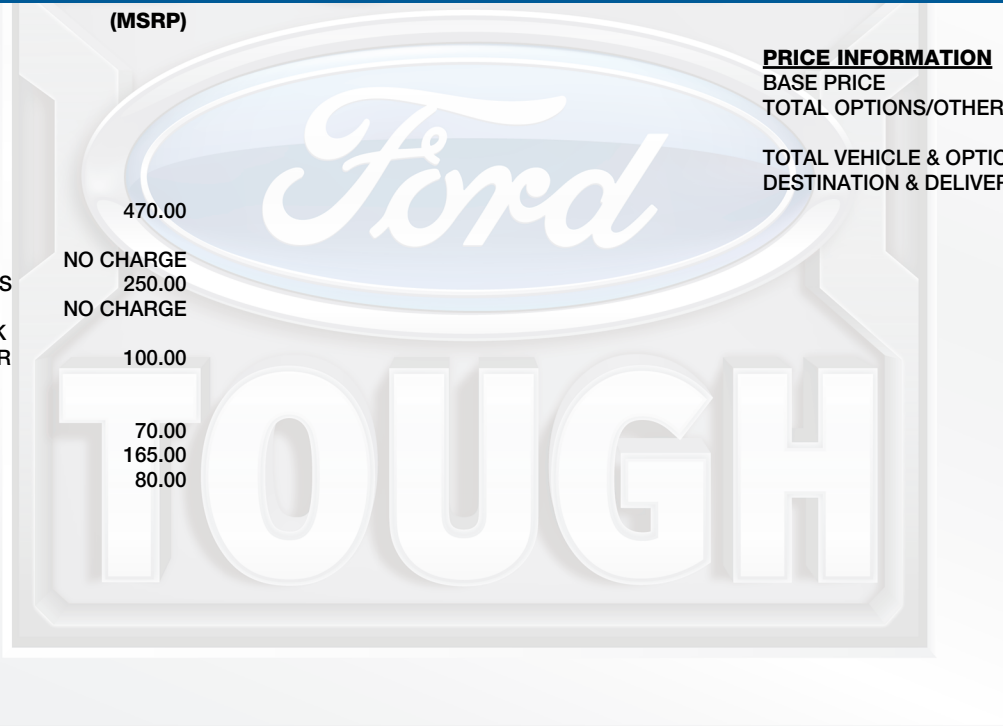 (MSRP)
470.00
NO CHARGE
S 250.00
NO CHARGE
K
R 100.00
70.00
165.00
80.00
PRICE INFORMATION
BASE PRICE
TOTAL OPTIONS/OTHER
TOTAL VEHICLE & OPTIO
DESTINATION & DELIVER
Ford
TOUGH